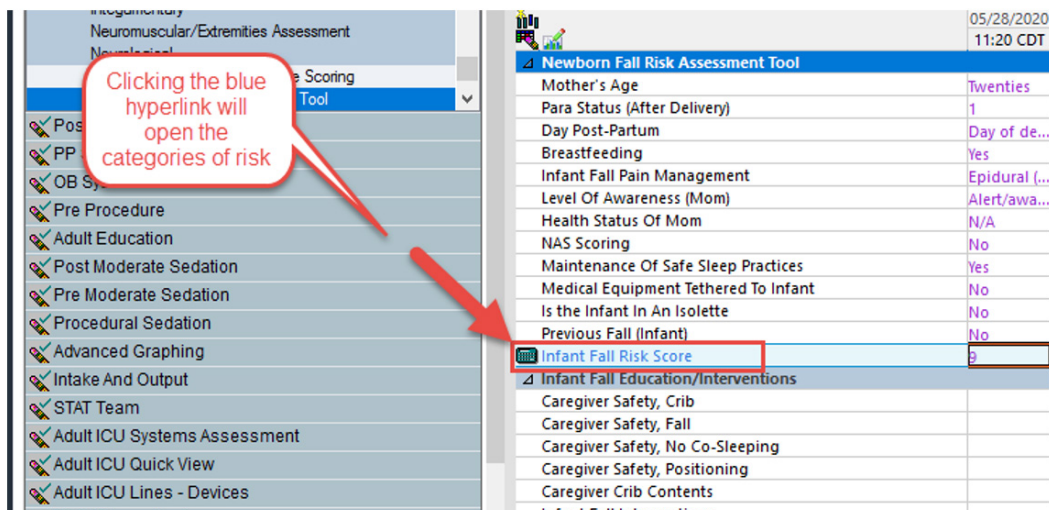 Neuromuscular/Extremities Assessment
Scoring
Tool
Clicking the blue
hyperlink will
open the
categories of risk
Pos
PP
OB Sy
Pre Procedure
Adult Education
Post Moderate Sedation
Pre Moderate Sedation
Procedural Sedation
Advanced Graphing
Intake And Output
STAT Team
Adult ICU Systems Assessment
Adult ICU Quick View
Adult ICU Lines - Devices
05/28/2020
11:20 CDT
Newborn Fall Risk Assessment Tool
Mother's Age Twenties
Para Status (After Delivery) 1
Day Post-Partum Day of de...
Breastfeeding Yes
Infant Fall Pain Management Epidural (...
Level Of Awareness (Mom) Alert/awa...
Health Status Of Mom N/A
NAS Scoring No
Maintenance Of Safe Sleep Practices Yes
Medical Equipment Tethered To Infant No
Is the Infant In An Isolette No
Previous Fall (Infant) No
Infant Fall Risk Score 9
Infant Fall Education/Interventions
Caregiver Safety, Crib
Caregiver Safety, Fall
Caregiver Safety, No Co-Sleeping
Caregiver Safety, Positioning
Caregiver Crib Contents